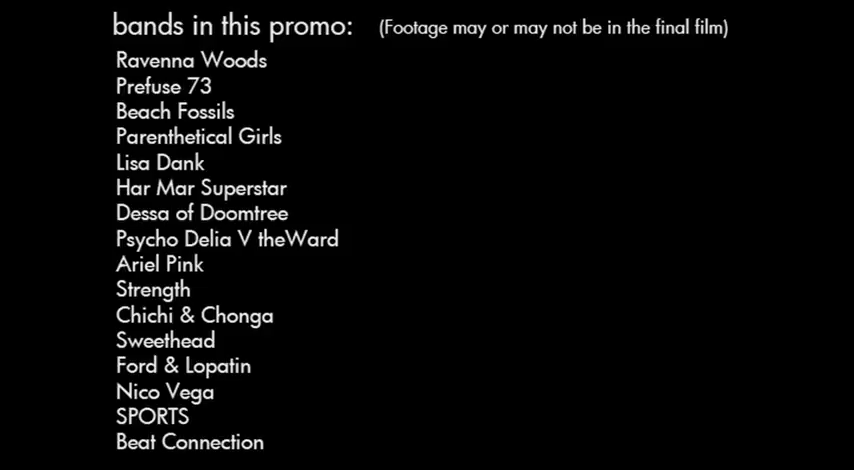 bands in this promo: (Footage may or may not be in the final film)
Ravenna Woods
Prefuse 73
Beach Fossils
Parenthetical Girls
Lisa Dank
Har Mar Superstar
Dessa of Doomtree
Psycho Delia V theWard
Ariel Pink
Strength
Chichi & Chonga
Sweethead
Ford & Lopatin
Nico Vega
SPORTS
Beat Connection